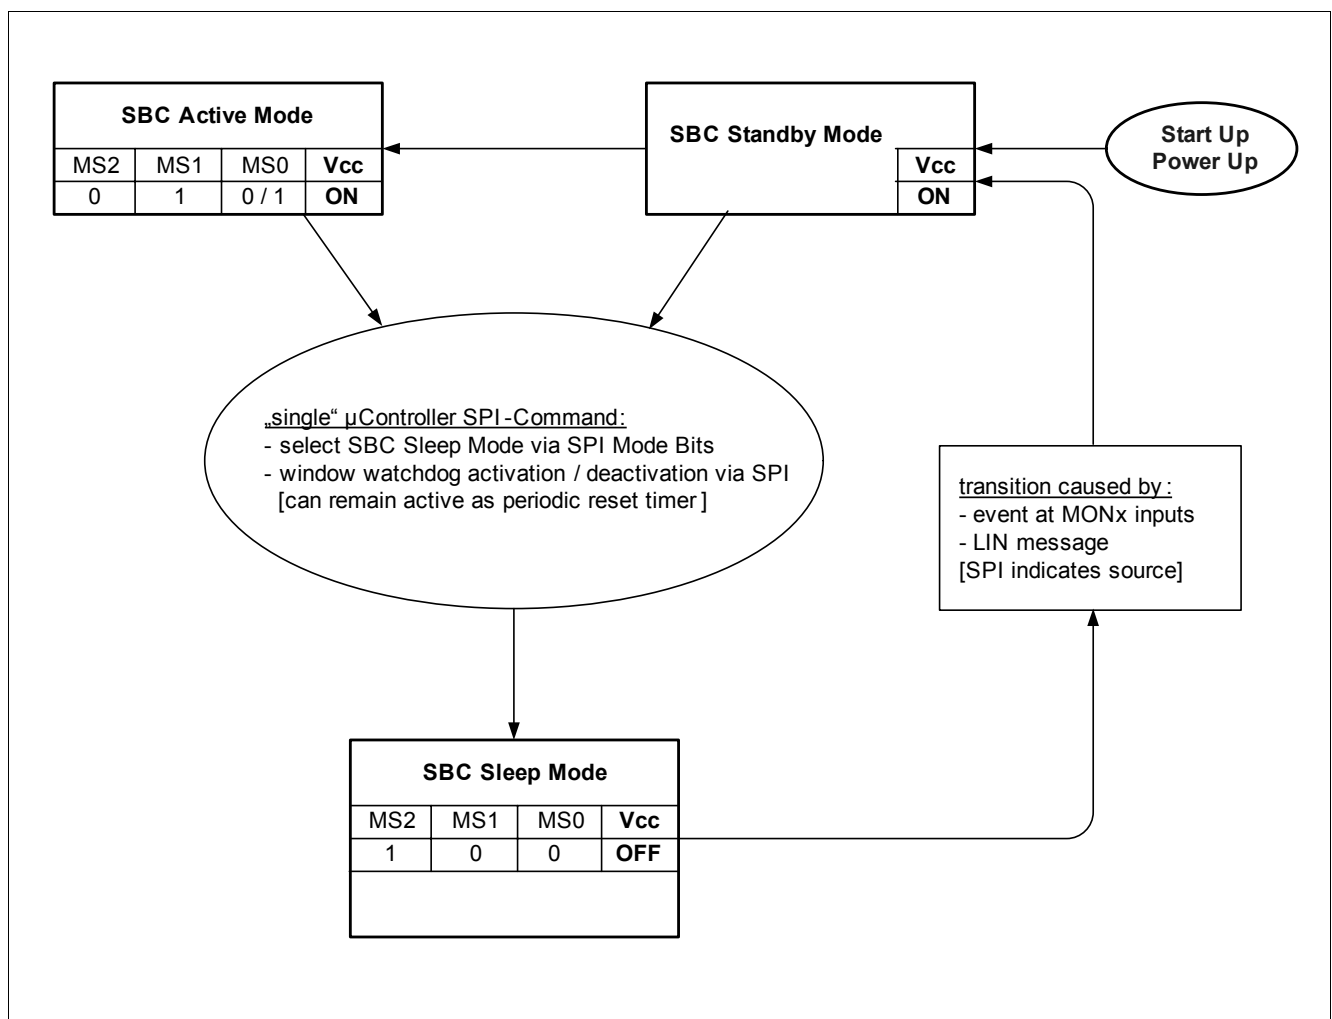 SBC Active Mode
MS2 MS1 MS0 Vcc
0 1 0 / 1 ON
SBC Standby Mode
Vcc
ON
Start Up
Power Up
„single“ µController SPI-Command:
- select SBC Sleep Mode via SPI Mode Bits
- window watchdog activation / deactivation via SPI
[can remain active as periodic reset timer]
transition caused by:
- event at MONx inputs
- LIN message
[SPI indicates source]
SBC Sleep Mode
MS2 MS1 MS0 Vcc
1 0 0 OFF